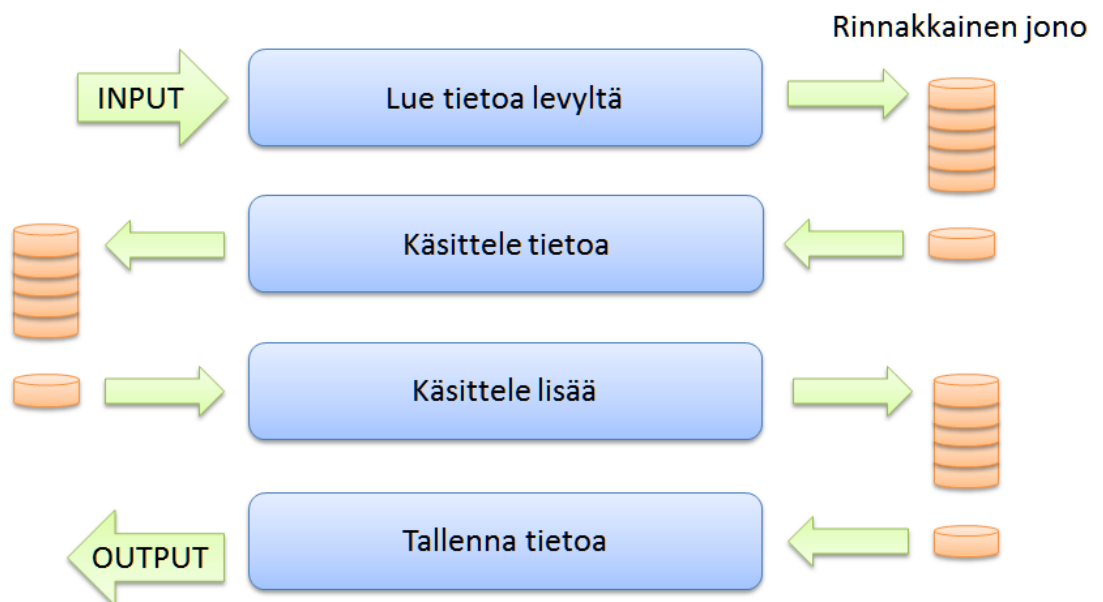 Rinnakkainen jono
INPUT
Lue tietoa levyltä
Käsittele tietoa
Käsittele lisää
Tallenna tietoa
OUTPUT